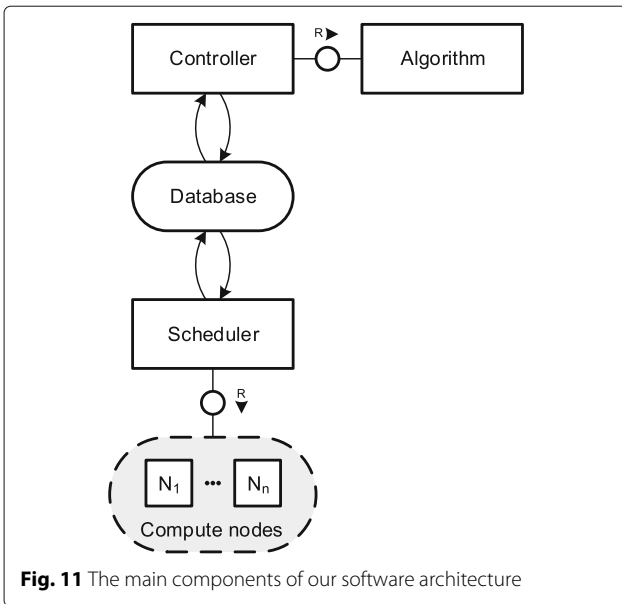 R
Controller
Algorithm
Database
Scheduler
R
N1 ... Nn
Compute nodes
Fig. 11 The main components of our software architecture